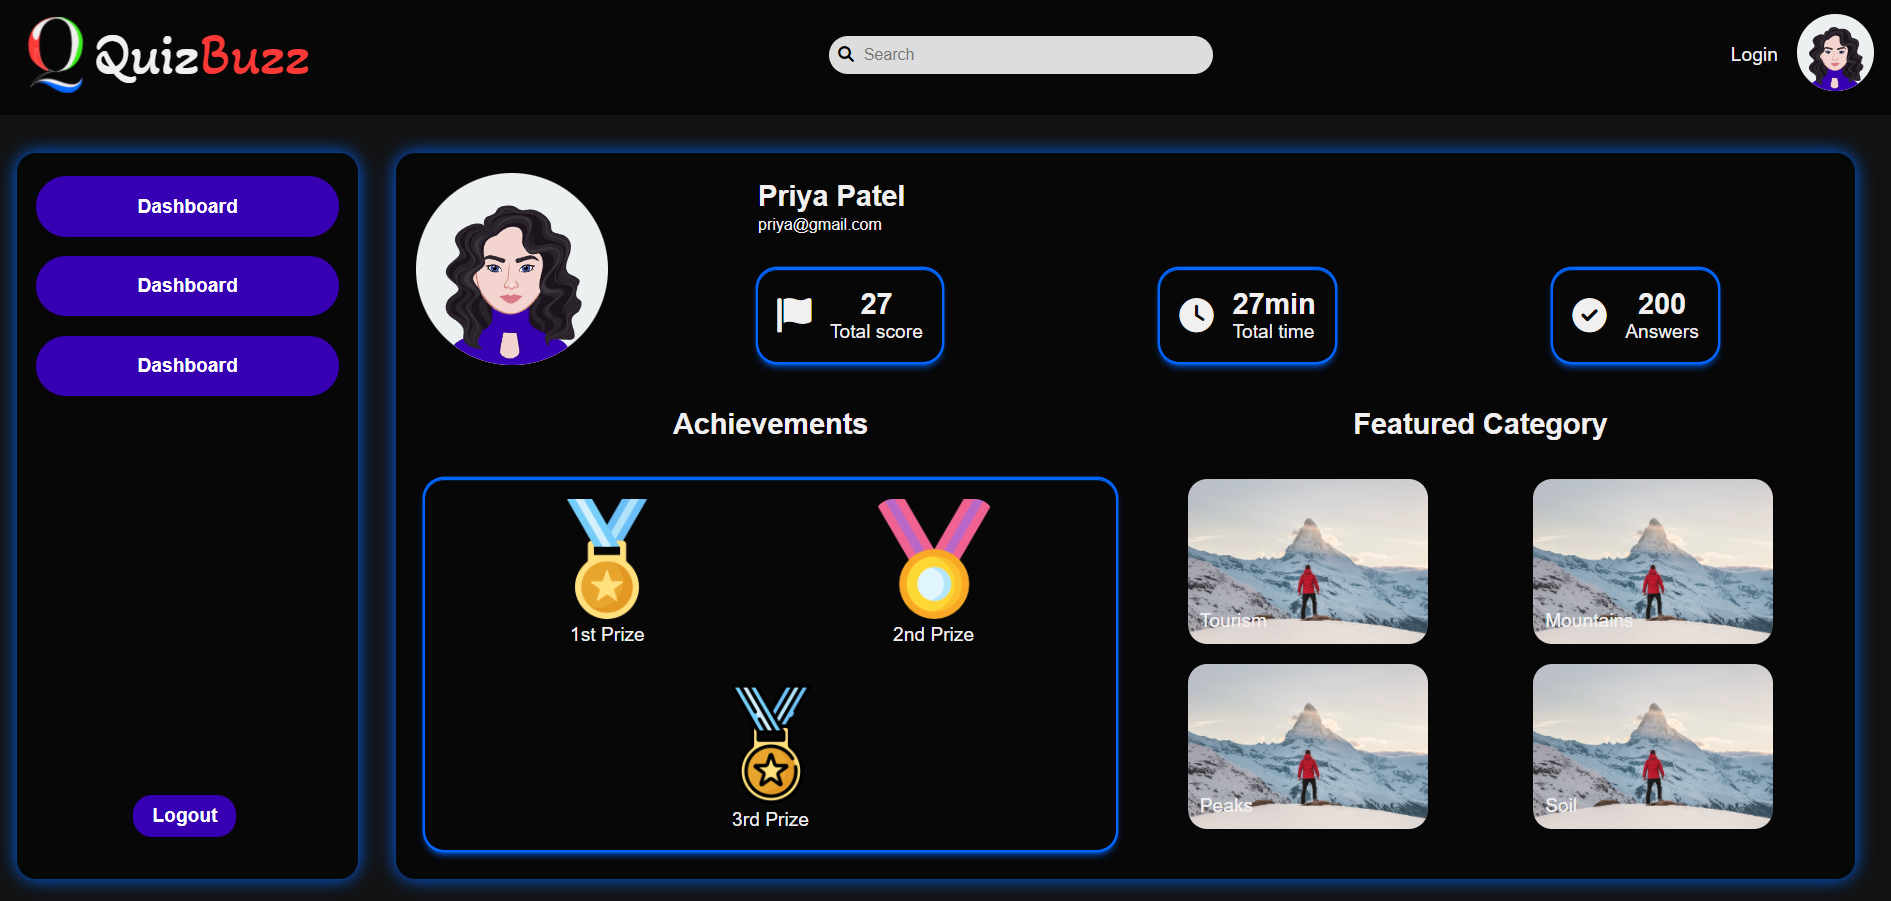 QuizBuzz
Search
Login
Dashboard
Dashboard
Dashboard
Logout
Priya Patel
priya@gmail.com
27
Total score
27min
Total time
200
Answers
Achievements
1st Prize
2nd Prize
3rd Prize
Featured Category
Tourism
Mountains
Peaks
Soil